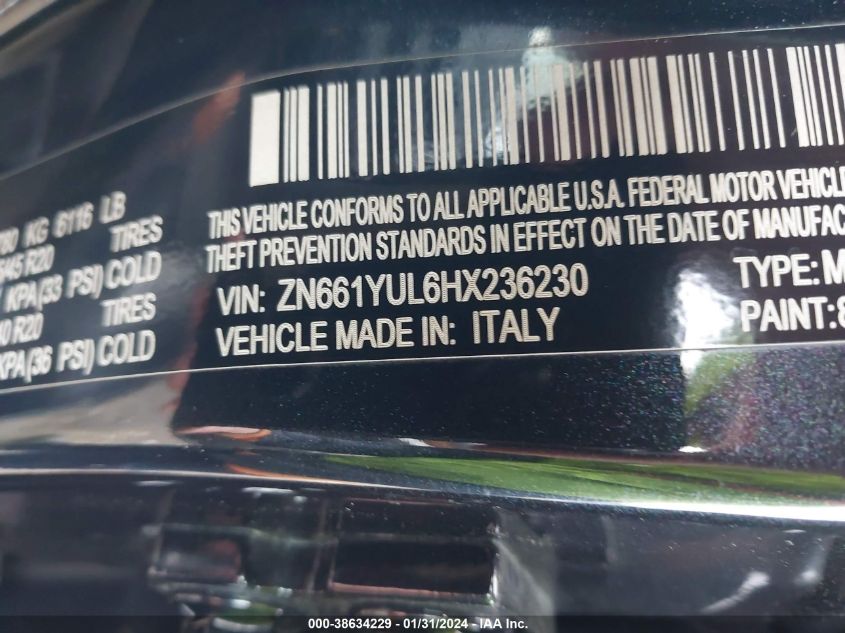 780 KG 6116 LB
TIRES
/45 R20
KPA(33 PSI) COLD
TIRES
40 R20
KPA(36 PSI) COLD
THIS VEHICLE CONFORMS TO ALL APPLICABLE U.S.A. FEDERAL MOTOR VEHICLE
THEFT PREVENTION STANDARDS IN EFFECT ON THE DATE OF MANUFAC
VIN: ZN661YUL6HX236230
TYPE: M
VEHICLE MADE IN: ITALY
PAINT:8
000-38634229 - 01/31/2024 - IAA Inc.